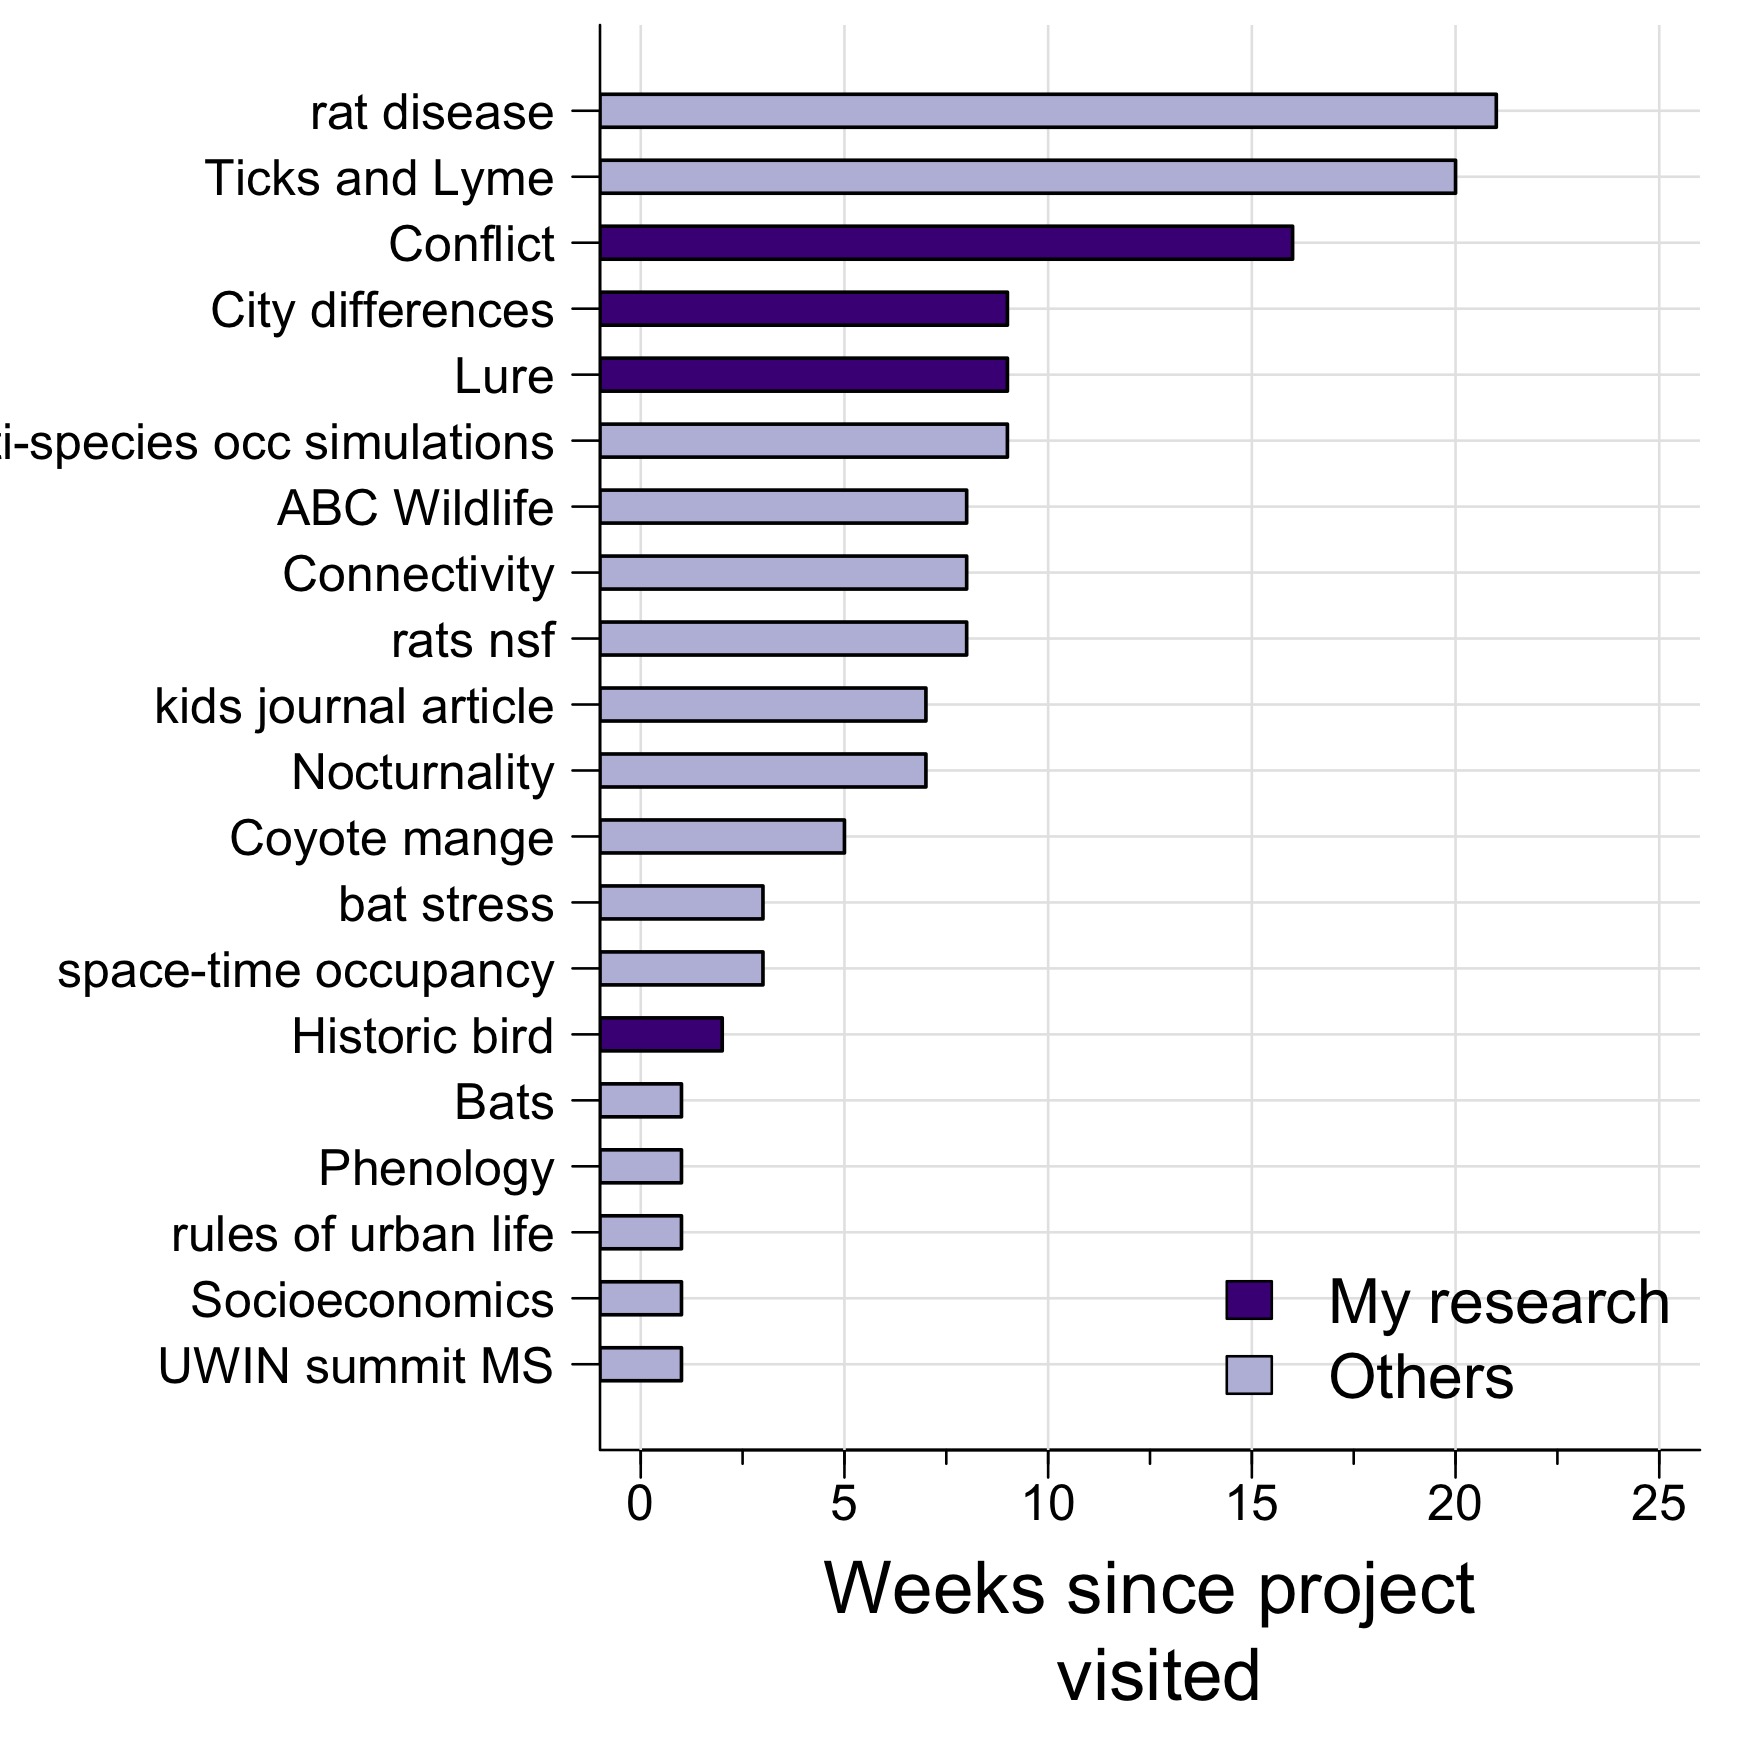 rat disease
Ticks and Lyme
Conflict
City differences
Lure
i-species occ simulations
ABC Wildlife
Connectivity
rats nsf
kids journal article
Nocturnality
Coyote mange
bat stress
space-time occupancy
Historic bird
Bats
Phenology
rules of urban life
Socioeconomics
UWIN summit MS
My research
Others
0 5 10 15 20 25
Weeks since project
visited